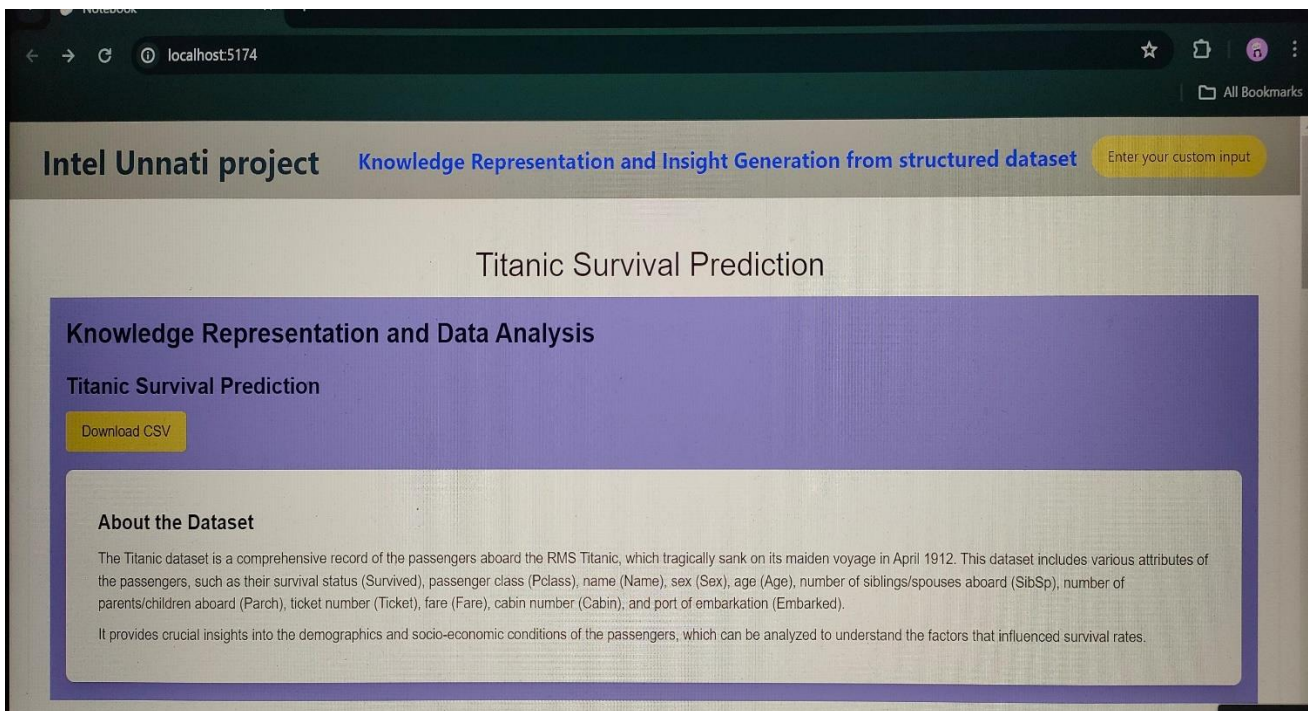 Notebook
localhost:5174
All Bookmarks
Intel Unnati project
Knowledge Representation and Insight Generation from structured dataset
Enter your custom input
Titanic Survival Prediction
Knowledge Representation and Data Analysis
Titanic Survival Prediction
Download CSV
About the Dataset
The Titanic dataset is a comprehensive record of the passengers aboard the RMS Titanic, which tragically sank on its maiden voyage in April 1912. This dataset includes various attributes of
the passengers, such as their survival status (Survived), passenger class (Pclass), name (Name), sex (Sex), age (Age), number of siblings/spouses aboard (SibSp), number of
parents/children aboard (Parch), ticket number (Ticket), fare (Fare), cabin number (Cabin), and port of embarkation (Embarked).
It provides crucial insights into the demographics and socio-economic conditions of the passengers, which can be analyzed to understand the factors that influenced survival rates.